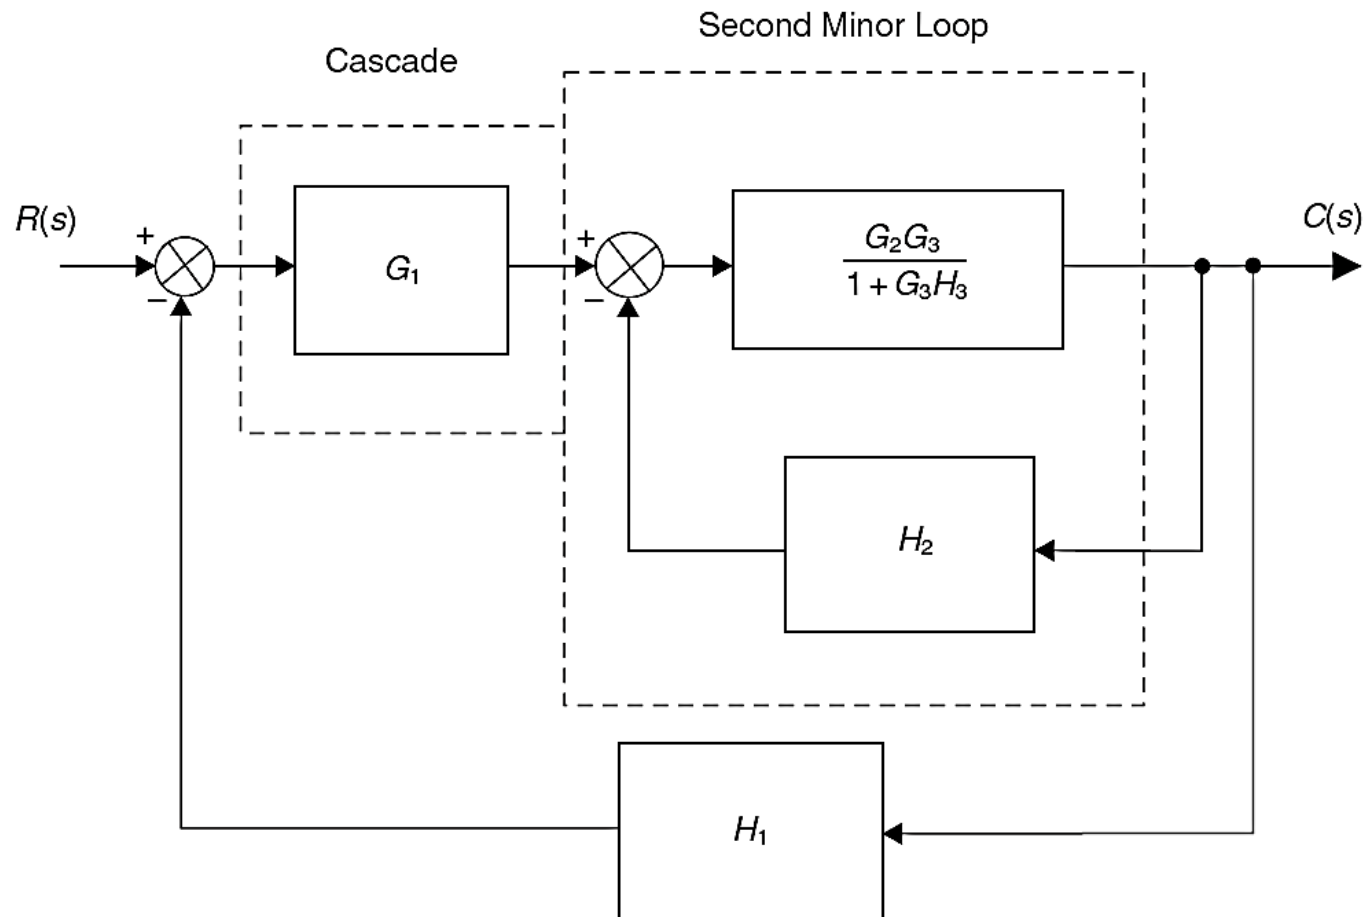 Second Minor Loop
Cascade
R(s)
+
−
G₁
+
−
G₂G₃
1 + G₃H₃
C(s)
H₂
H₁